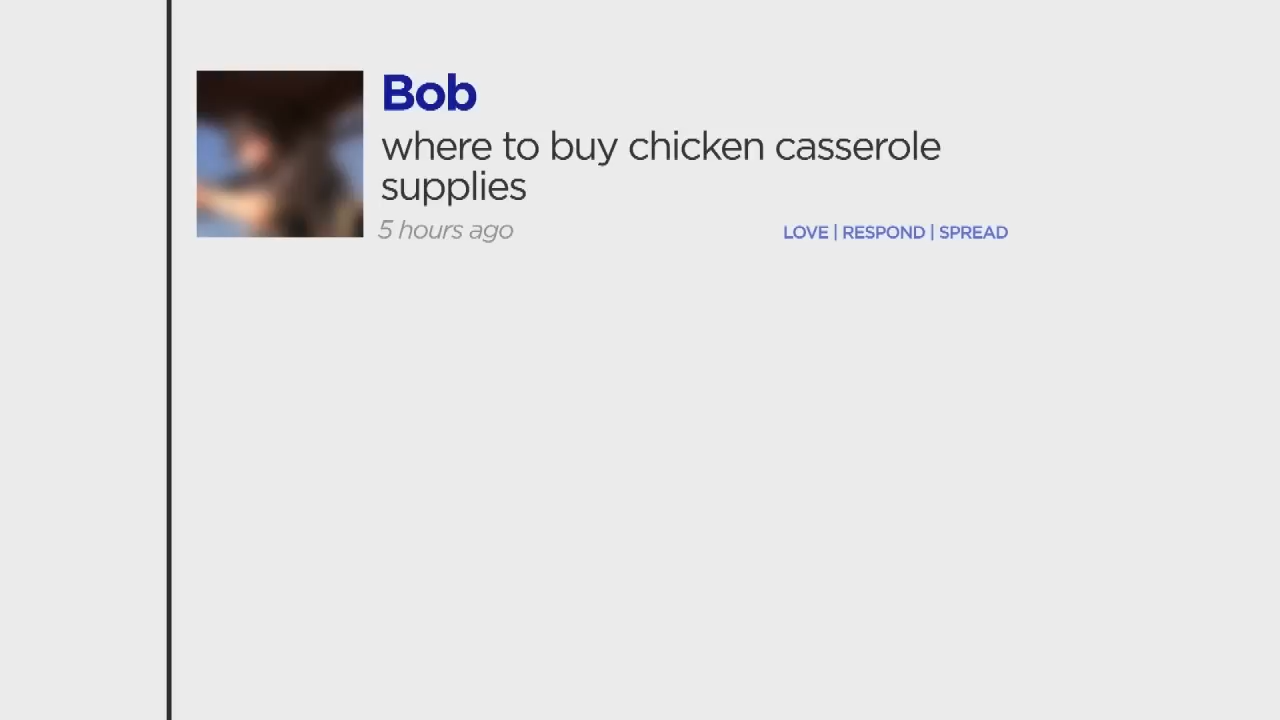 Bob
where to buy chicken casserole
supplies
5 hours ago
LOVE | RESPOND | SPREAD